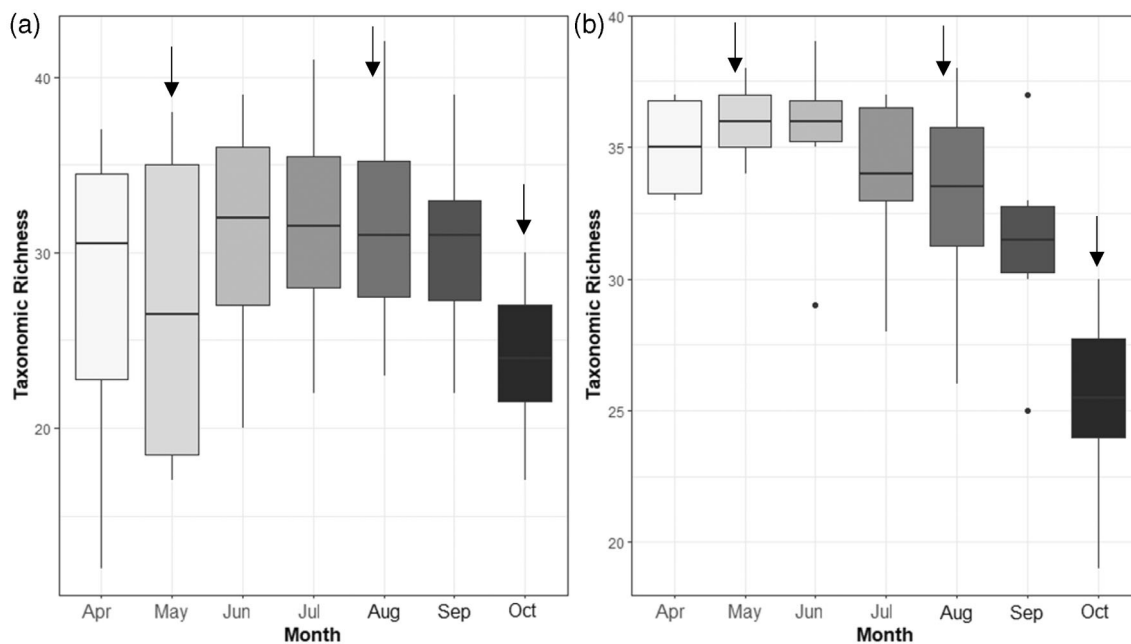 (a)
Taxonomic Richness
40
30
20
Apr May Jun Jul Aug Sep Oct
Month
(b)
Taxonomic Richness
40
35
30
25
20
Apr May Jun Jul Aug Sep Oct
Month